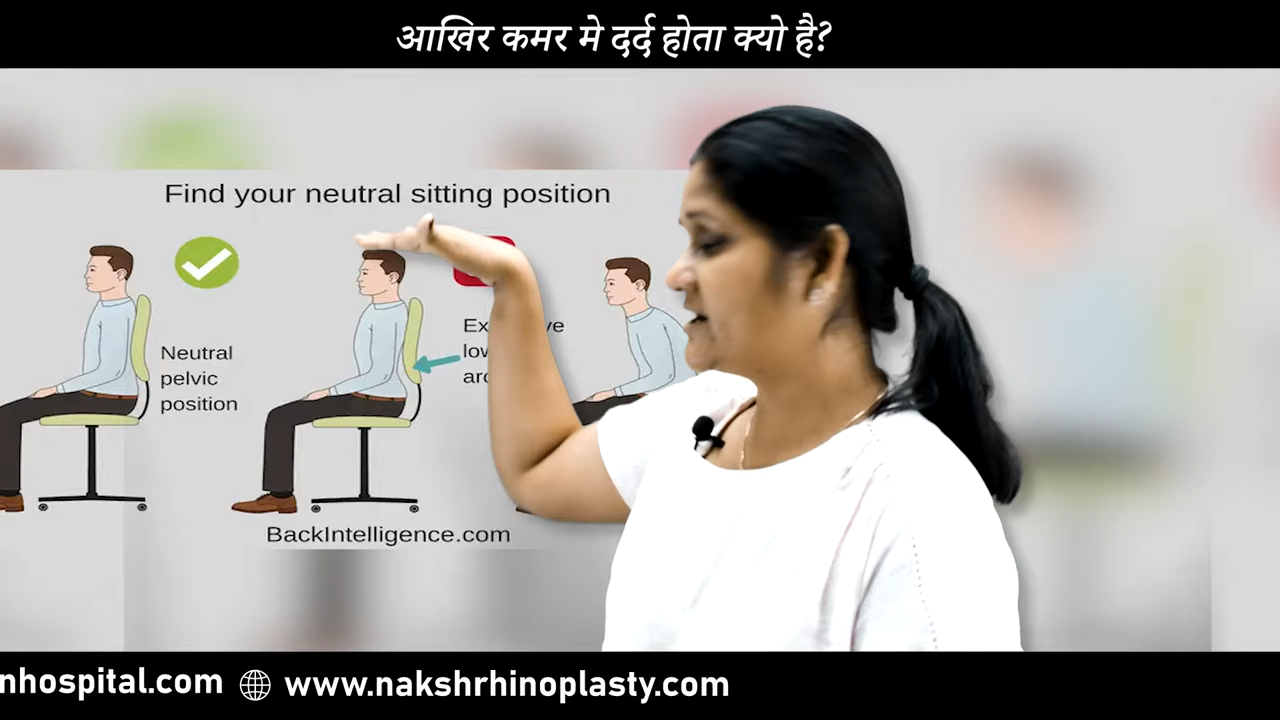 आखिर कमर मे दर्द होता क्यो है?
Find your neutral sitting position
Neutral
pelvic
position
BackIntelligence.com
nhospital.com www.nakshrhinoplasty.com